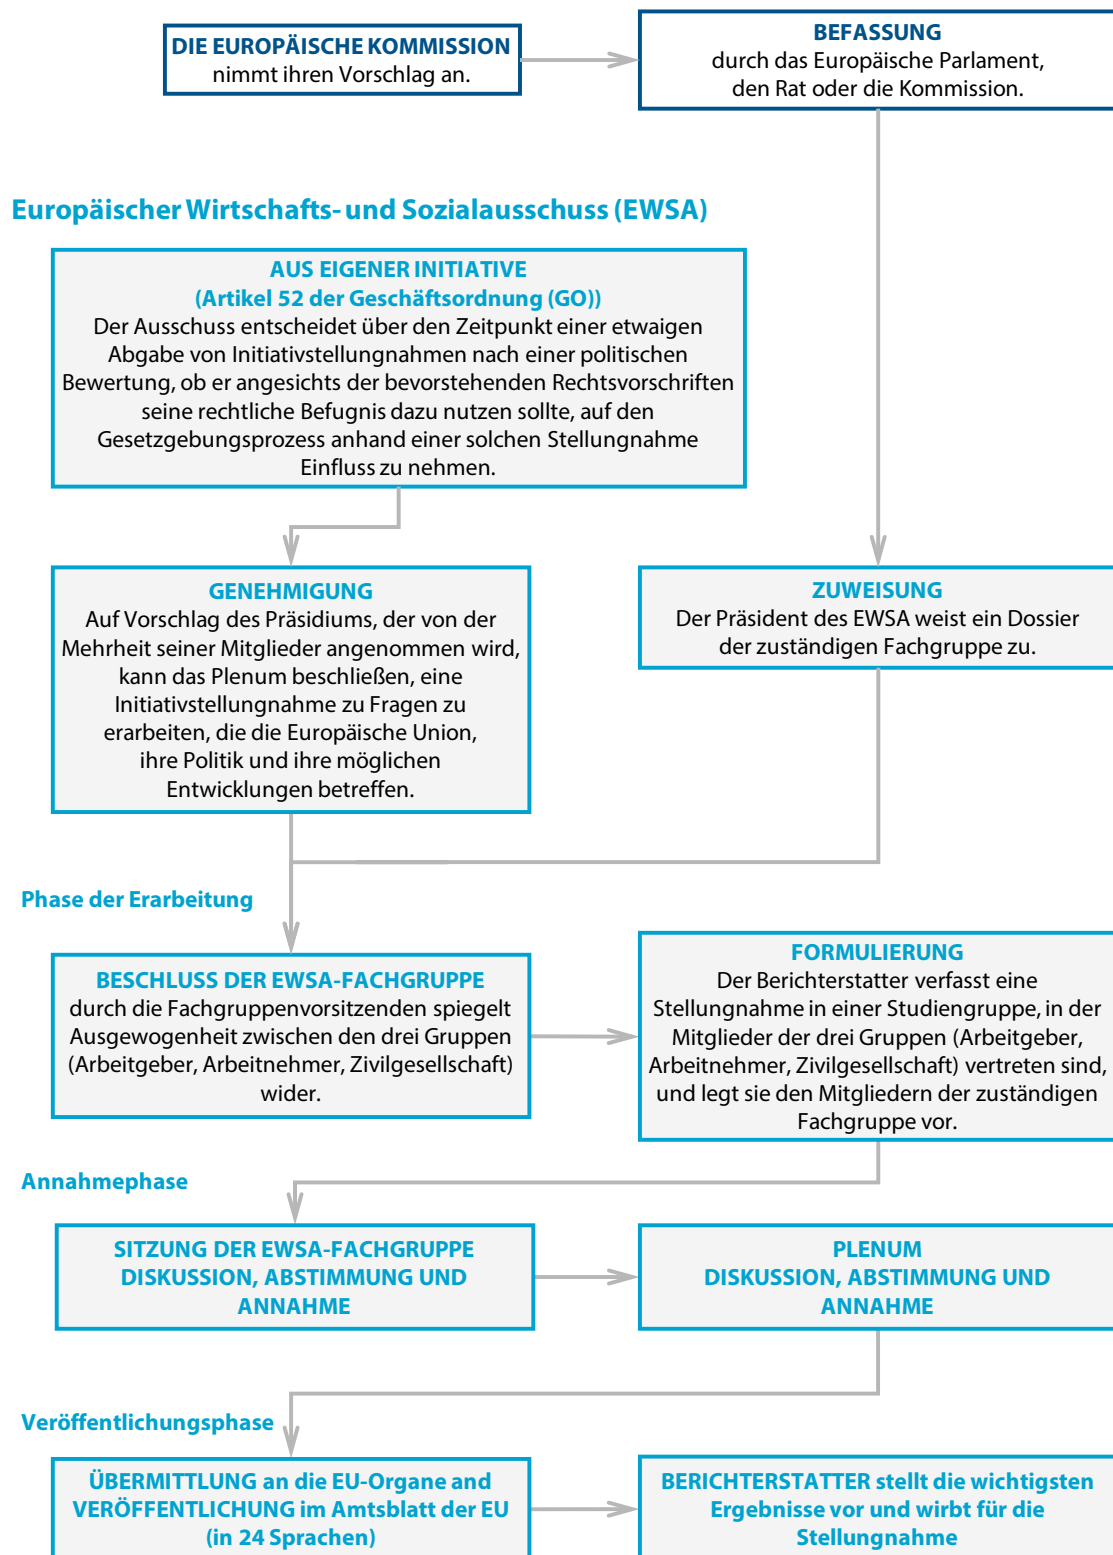 DIE EUROPÄISCHE KOMMISSION
nimmt ihren Vorschlag an.
BEFASSUNG
durch das Europäische Parlament,
den Rat oder die Kommission.
Europäischer Wirtschafts- und Sozialausschuss (EWSA)
AUS EIGENER INITIATIVE
(Artikel 52 der Geschäftsordnung (GO))
Der Ausschuss entscheidet über den Zeitpunkt einer etwaigen
Abgabe von Initiativstellungnahmen nach einer politischen
Bewertung, ob er angesichts der bevorstehenden Rechtsvorschriften
seine rechtliche Befugnis dazu nutzen sollte, auf den
Gesetzgebungsprozess anhand einer solchen Stellungnahme
Einfluss zu nehmen.
GENEHMIGUNG
Auf Vorschlag des Präsidiums, der von der
Mehrheit seiner Mitglieder angenommen wird,
kann das Plenum beschließen, eine
Initiativstellungnahme zu Fragen zu
erarbeiten, die die Europäische Union,
ihre Politik und ihre möglichen
Entwicklungen betreffen.
ZUWEISUNG
Der Präsident des EWSA weist ein Dossier
der zuständigen Fachgruppe zu.
Phase der Erarbeitung
BESCHLUSS DER EWSA-FACHGRUPPE
durch die Fachgruppenvorsitzenden spiegelt
Ausgewogenheit zwischen den drei Gruppen
(Arbeitgeber, Arbeitnehmer, Zivilgesellschaft)
wider.
FORMULIERUNG
Der Berichterstatter verfasst eine
Stellungnahme in einer Studiengruppe, in der
Mitglieder der drei Gruppen (Arbeitgeber,
Arbeitnehmer, Zivilgesellschaft) vertreten sind,
und legt sie den Mitgliedern der zuständigen
Fachgruppe vor.
Annahmephase
SITZUNG DER EWSA-FACHGRUPPE
DISKUSSION, ABSTIMMUNG UND
ANNAHME
PLENUM
DISKUSSION, ABSTIMMUNG UND
ANNAHME
Veröffentlichungsphase
ÜBERMITTLUNG an die EU-Organe and
VERÖFFENTLICHUNG im Amtsblatt der EU
(in 24 Sprachen)
BERICHTERSTATTER stellt die wichtigsten
Ergebnisse vor und wirbt für die
Stellungnahme